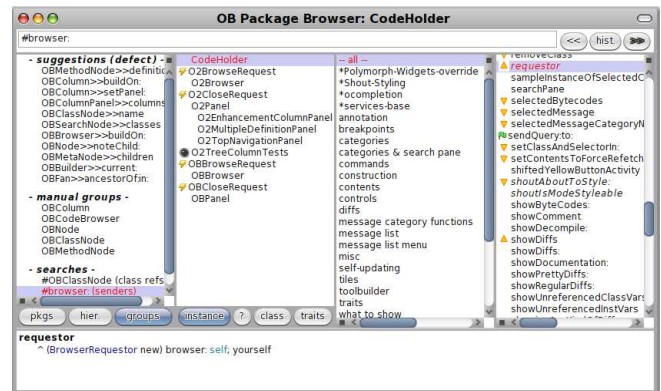 OB Package Browser: CodeHolder
#browser:
<< hist. >>
- suggestions (defect) -
OBMethodNode>>definitic
OBColumn>>buildOn:
OBColumn>>setPanel:
OBColumnPanel>>columns
OBClassNode>>name
OBSearchNode>>classes
OBBrowser>>buildOn:
OBNode>>noteChild:
OBMetaNode>>children
OBBuilder>>current:
OBFan>>ancestorOf:in:
- manual groups -
OBColumn
OBCodeBrowser
OBNode
OBClassNode
OBMethodNode
- searches -
#OBClassNode (class refs
#browser: (senders)
pkgs hier. groups
CodeHolder
O2BrowseRequest
O2Browser
O2CloseRequest
O2Panel
O2EnhancementColumnPanel
O2MultipleDefinitionPanel
O2TopNavigationPanel
O2TreeColumnTests
OBBrowseRequest
OBBrowser
OBCloseRequest
OBPanel
instance ? class traits
-- all --
*Polymorph-Widgets-override
*Shout-Styling
*ocompletion
*services-base
annotation
breakpoints
categories
categories & search pane
commands
construction
contents
controls
diffs
message category functions
message list
message list menu
misc
self-updating
tiles
toolbuilder
traits
what to show
removeClass
requestor
sampleInstanceOfSelectedC
searchPane
selectedBytecodes
selectedMessage
selectedMessageCategoryN
sendQuery:to:
setClassAndSelectorIn:
setContentsToForceRefetch
shiftedYellowButtonActivity
shoutAboutToStyle:
shoutIsModeStyleable
showByteCodes:
showComment
showDecompile:
showDiffs
showDiffs:
showDocumentation:
showPrettyDiffs:
showRegularDiffs:
showUnreferencedClassVars
showUnreferencedInstVars
requestor
^ (BrowserRequestor new) browser: self; yourself